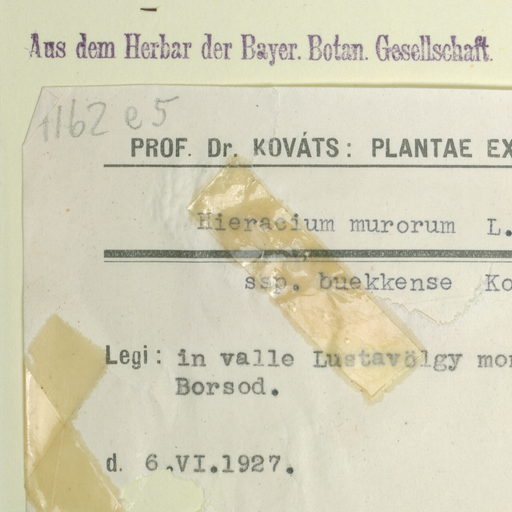 Aus dem Herbar der Bayer. Botan. Gesellschaft.
1162 e 5
PROF. Dr. KOVÁTS: PLANTAE EX
Hieracium murorum L.
ssp. buekkense Ko
Legi: in valle Lustavölgy mon
Borsod.
d. 6.VI.1927.